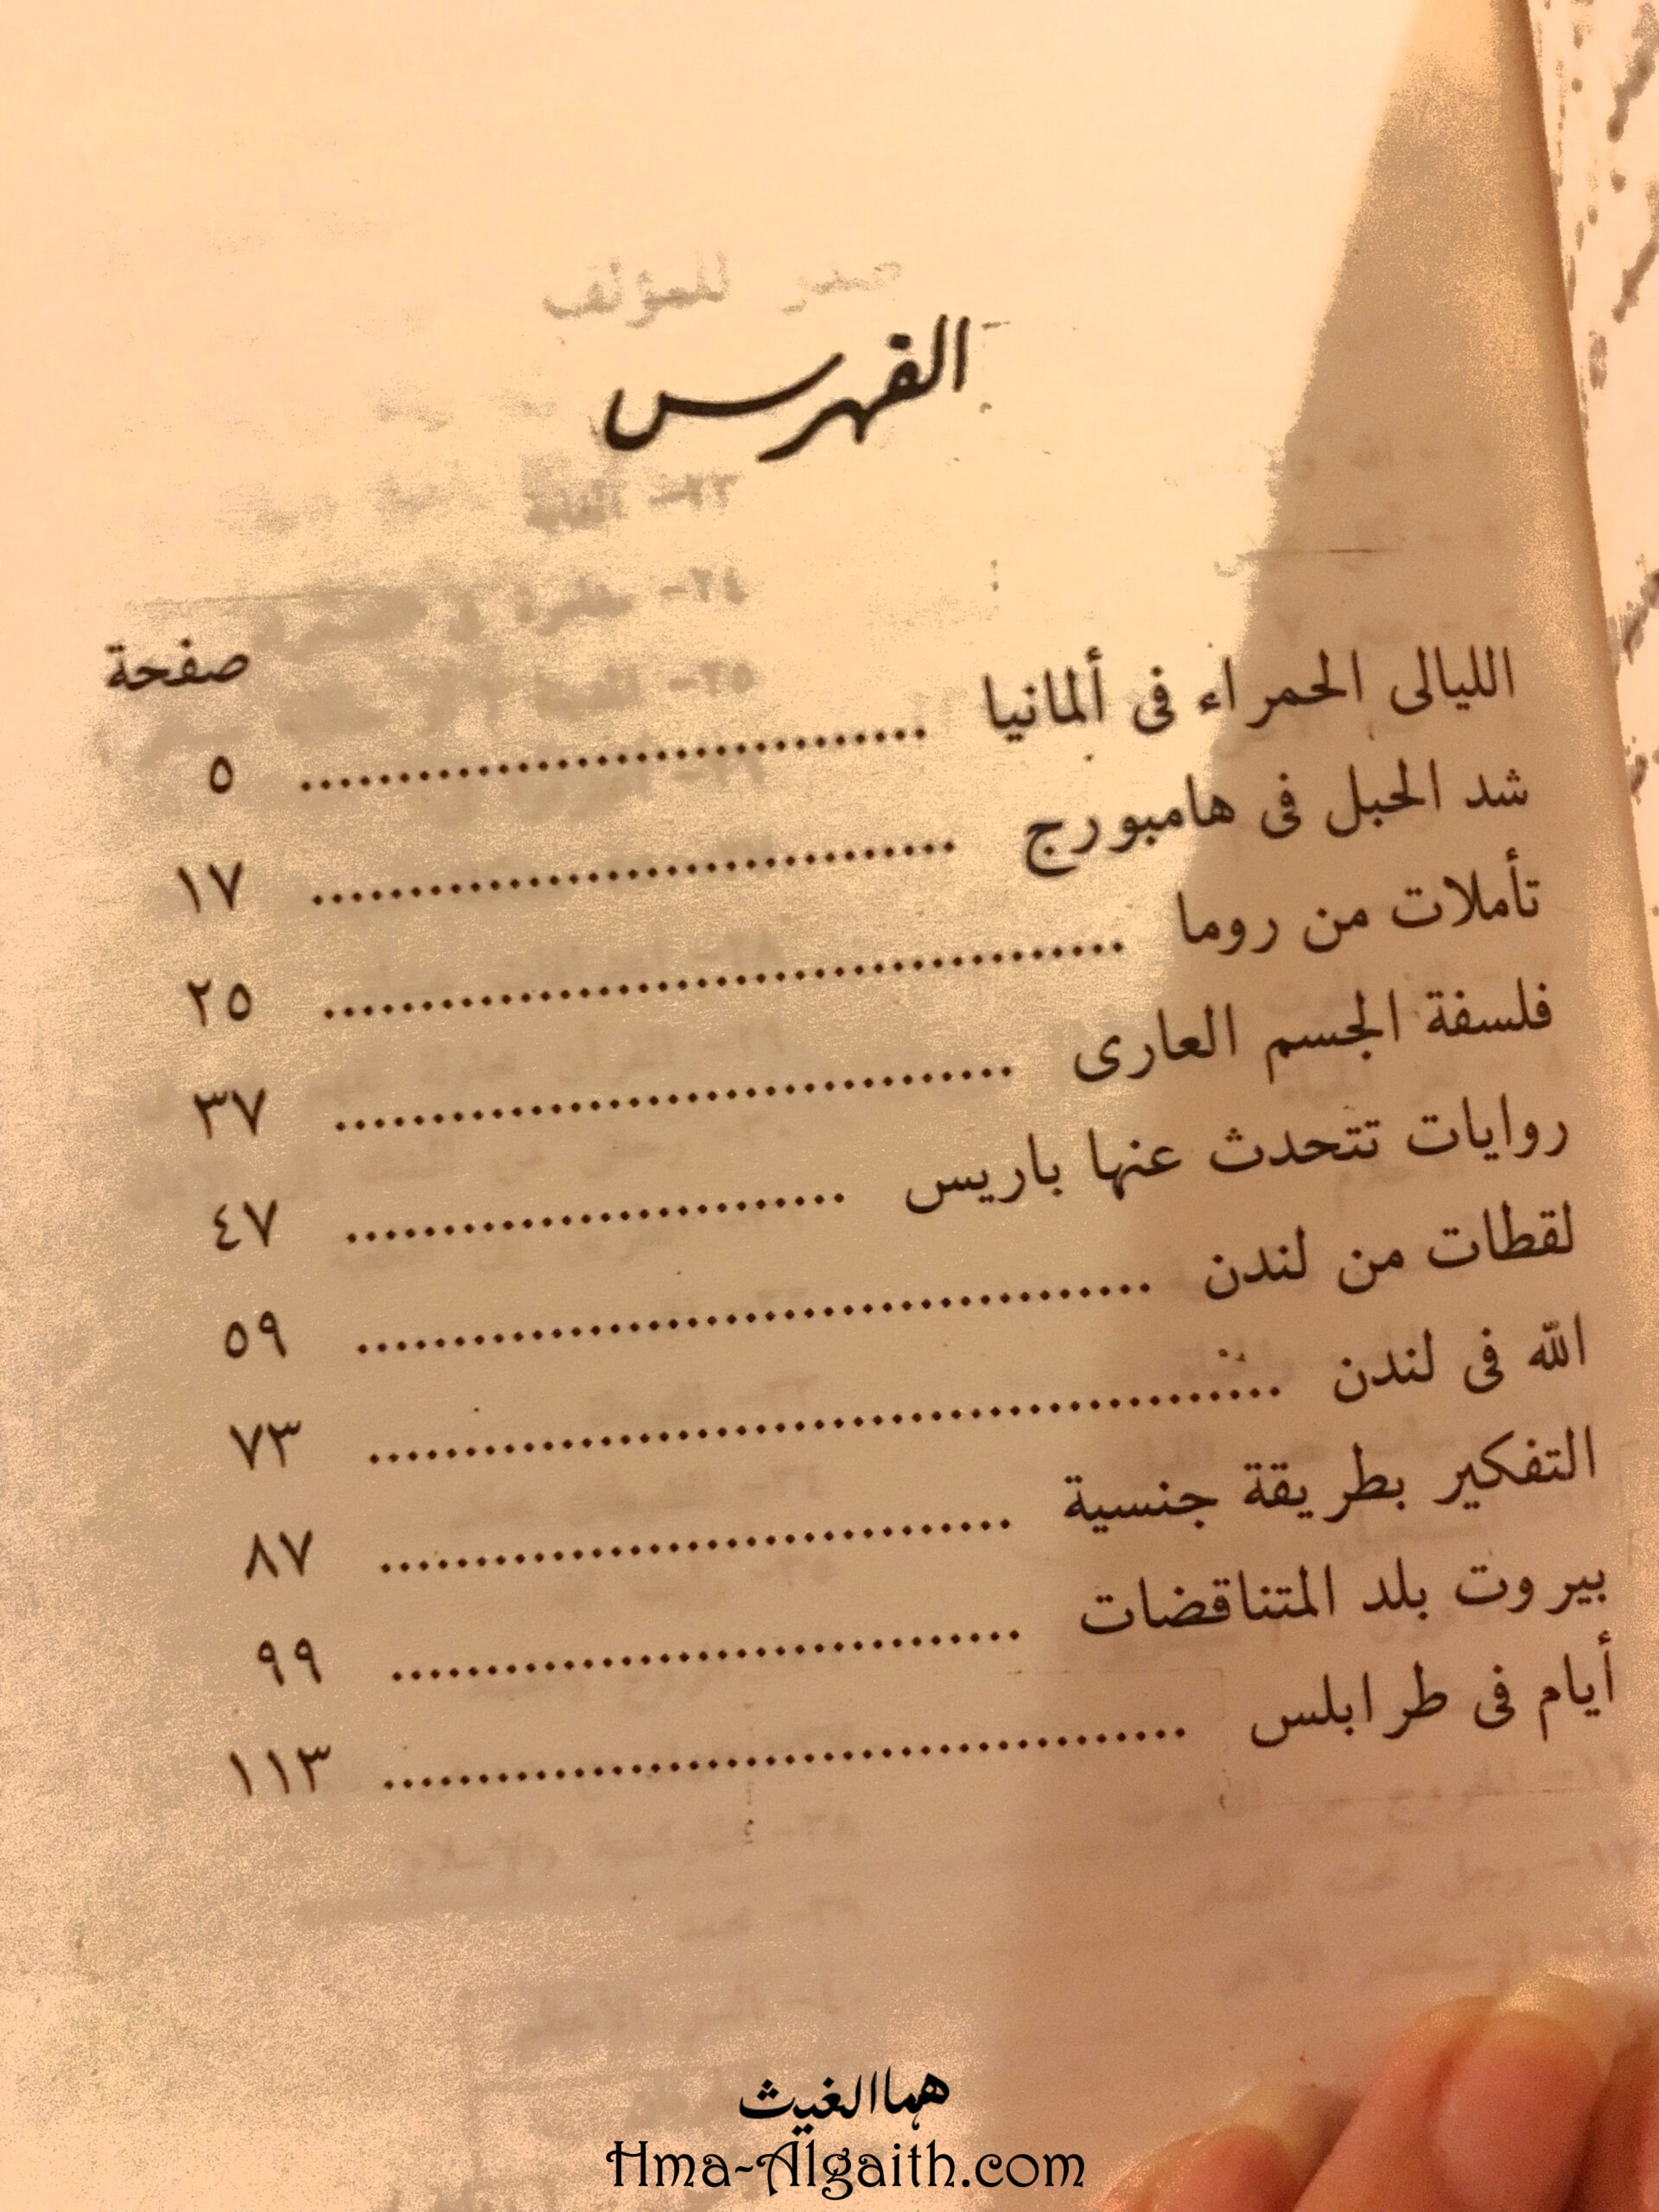 الفهرس
صفحة
الليالى الحمراء فى ألمانيا ................................ ٥
شد الحبل فى هامبورج ................................ ١٧
تأملات من روما ................................ ٢٥
فلسفة الجسم العارى ................................ ٣٧
روايات تتحدث عنها باريس ................................ ٤٧
لقطات من لندن ................................ ٥٩
الله فى لندن ................................ ٧٣
التفكير بطريقة جنسية ................................ ٨٧
بيروت بلد المتناقضات ................................ ٩٩
أيام فى طرابلس ................................ ١١٣
هما الغيث
Hma-Algaith.com